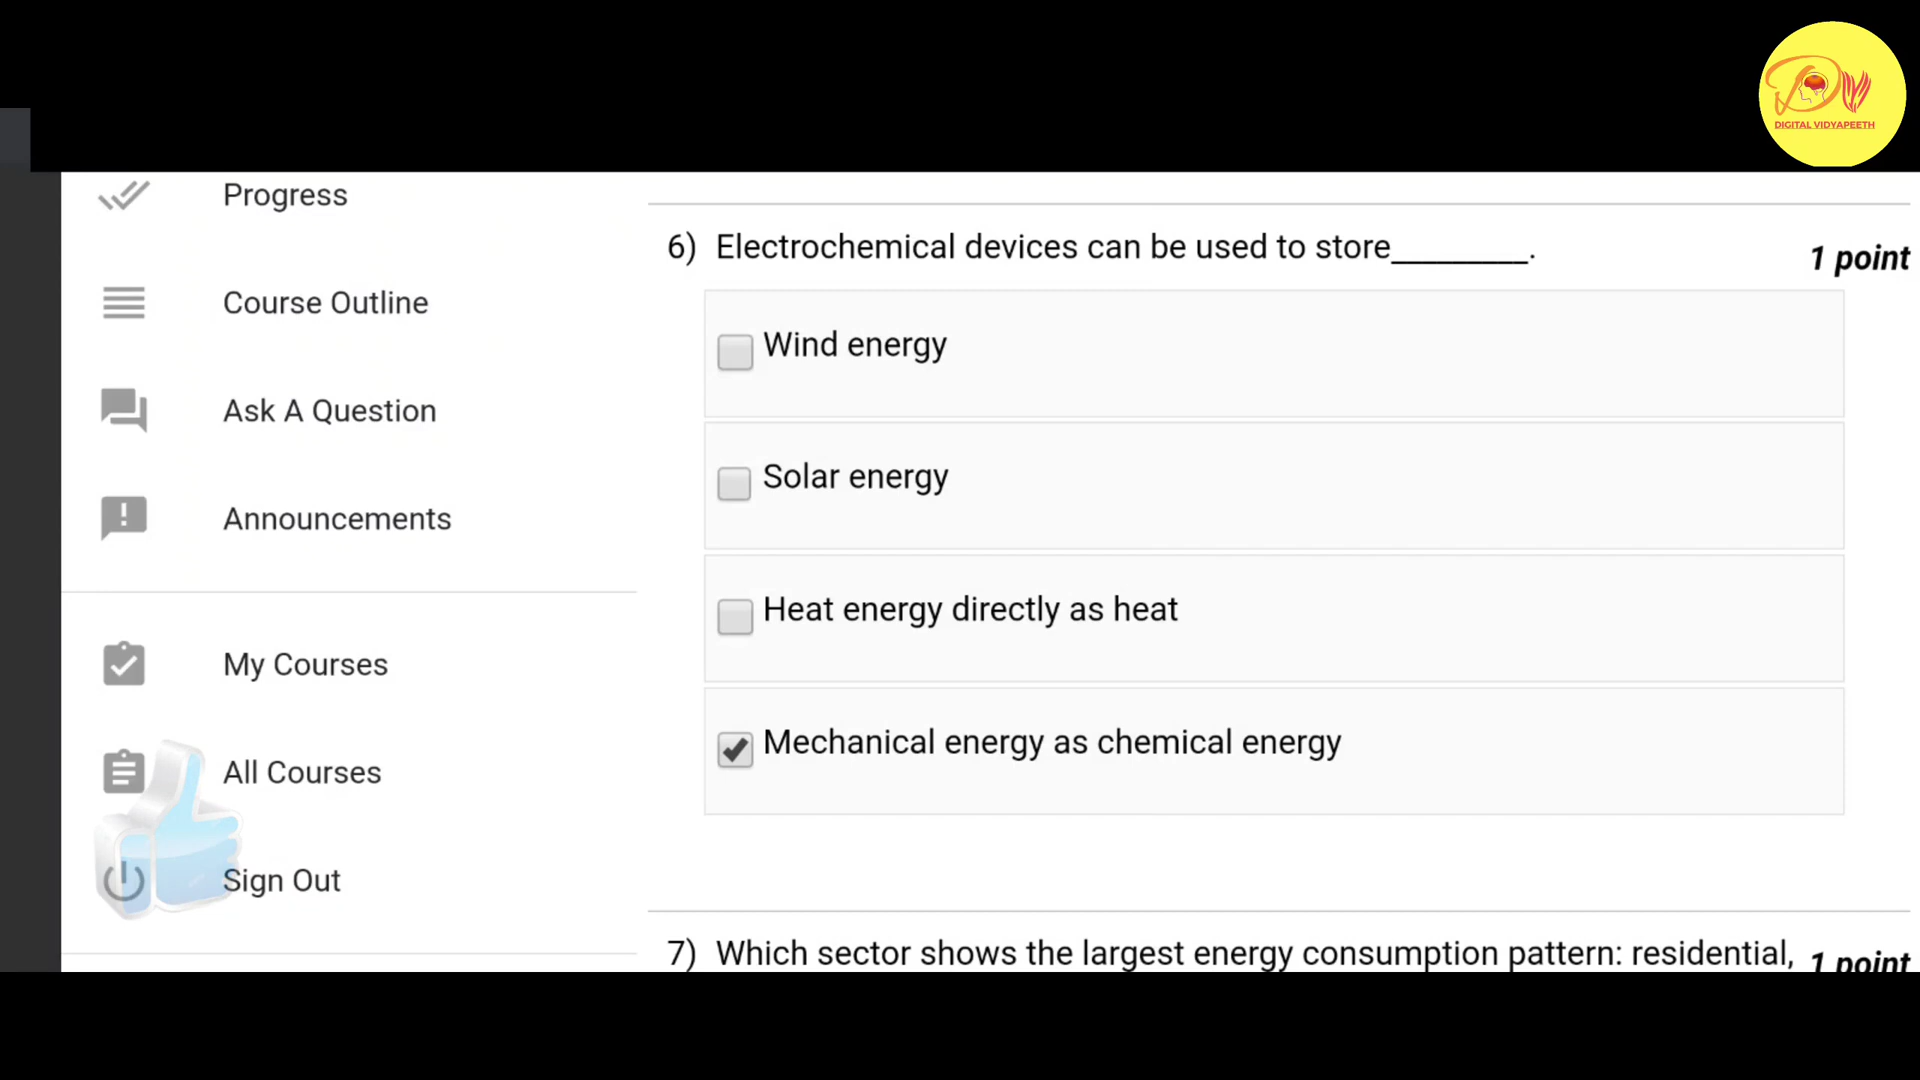 DIGITAL VIDYAPEETH
Progress
Course Outline
Ask A Question
Announcements
My Courses
All Courses
Sign Out
6) Electrochemical devices can be used to store_________.
1 point
Wind energy
Solar energy
Heat energy directly as heat
Mechanical energy as chemical energy
7) Which sector shows the largest energy consumption pattern: residential,
1 point